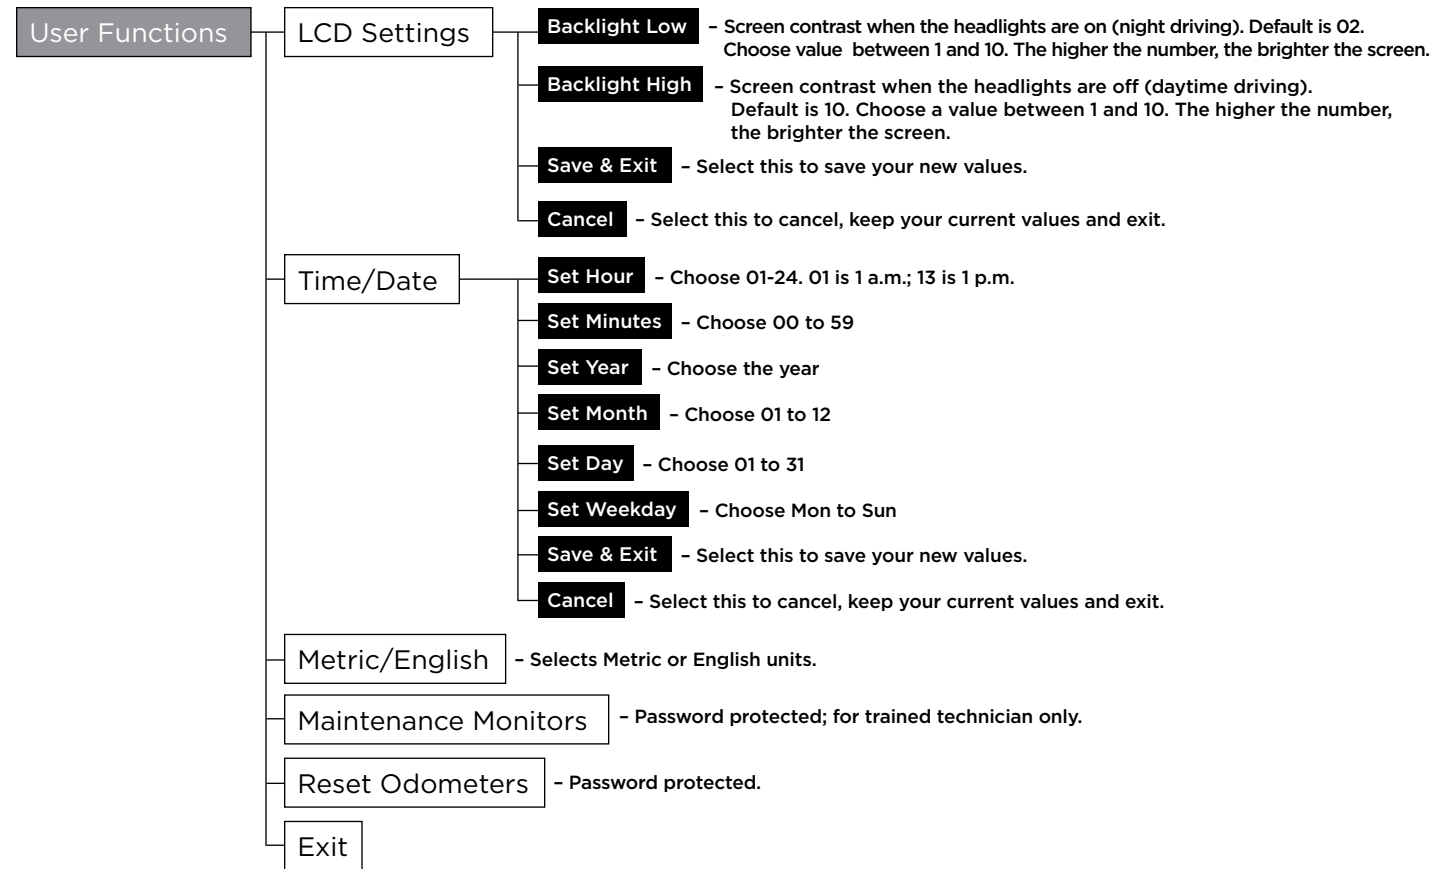 User Functions
LCD Settings
Backlight Low – Screen contrast when the headlights are on (night driving). Default is 02.
Choose value between 1 and 10. The higher the number, the brighter the screen.
Backlight High – Screen contrast when the headlights are off (daytime driving).
Default is 10. Choose a value between 1 and 10. The higher the number,
the brighter the screen.
Save & Exit – Select this to save your new values.
Cancel – Select this to cancel, keep your current values and exit.
Time/Date
Set Hour – Choose 01-24. 01 is 1 a.m.; 13 is 1 p.m.
Set Minutes – Choose 00 to 59
Set Year – Choose the year
Set Month – Choose 01 to 12
Set Day – Choose 01 to 31
Set Weekday – Choose Mon to Sun
Save & Exit – Select this to save your new values.
Cancel – Select this to cancel, keep your current values and exit.
Metric/English – Selects Metric or English units.
Maintenance Monitors – Password protected; for trained technician only.
Reset Odometers – Password protected.
Exit